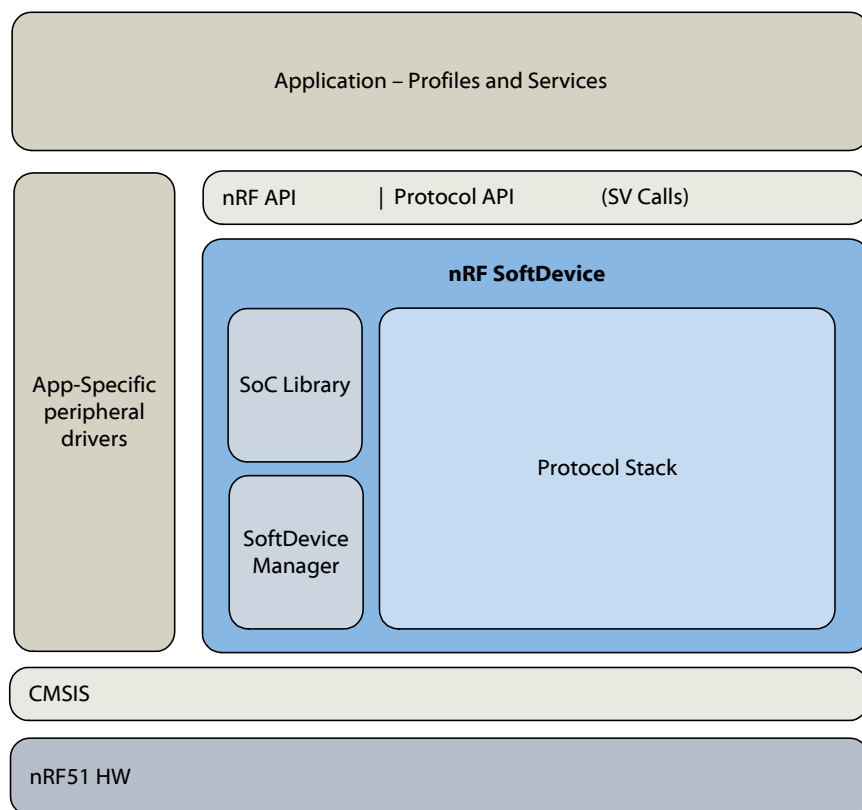 Application – Profiles and Services
nRF API | Protocol API (SV Calls)
nRF SoftDevice
App-Specific
peripheral
drivers
SoC Library
Protocol Stack
SoftDevice
Manager
CMSIS
nRF51 HW